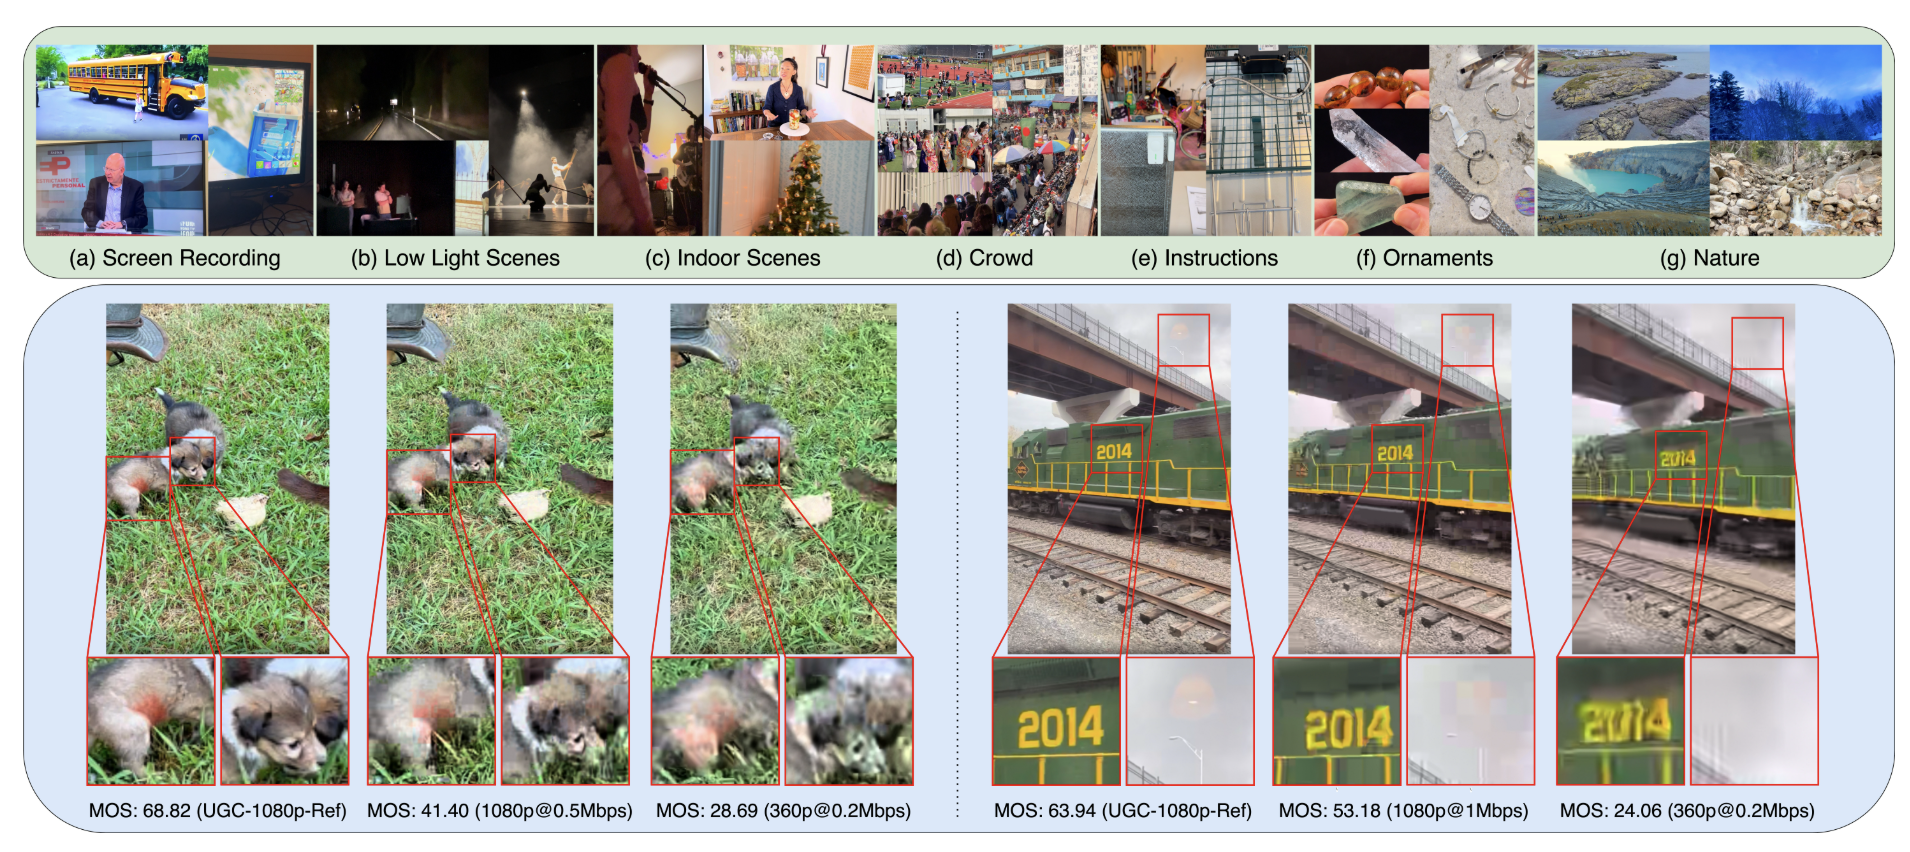 ESTRICTAMENTE
PERSONAL
(a) Screen Recording
(b) Low Light Scenes
(c) Indoor Scenes
(d) Crowd
(e) Instructions
(f) Ornaments
(g) Nature
2014
2014
2014
2014
2014
2014
MOS: 68.82 (UGC-1080p-Ref)
MOS: 41.40 (1080p@0.5Mbps)
MOS: 28.69 (360p@0.2Mbps)
MOS: 63.94 (UGC-1080p-Ref)
MOS: 53.18 (1080p@1Mbps)
MOS: 24.06 (360p@0.2Mbps)